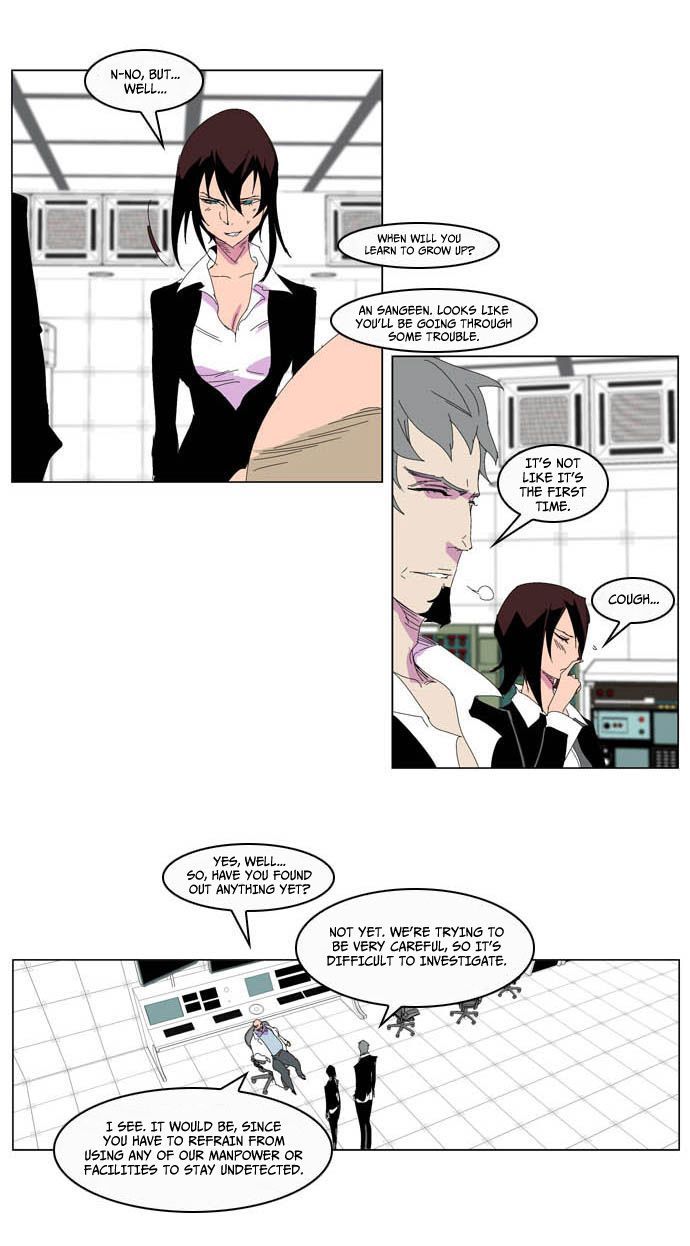 N-NO, BUT...
WELL...
WHEN WILL YOU
LEARN TO GROW UP?
AN SANGEEN. LOOKS LIKE
YOU'LL BE GOING THROUGH
SOME TROUBLE.
IT'S NOT
LIKE IT'S
THE FIRST
TIME.
COUGH...
YES, WELL...
SO, HAVE YOU FOUND
OUT ANYTHING YET?
NOT YET. WE'RE TRYING TO
BE VERY CAREFUL, SO IT'S
DIFFICULT TO INVESTIGATE.
I SEE. IT WOULD BE, SINCE
YOU HAVE TO REFRAIN FROM
USING ANY OF OUR MANPOWER OR
FACILITIES TO STAY UNDETECTED.